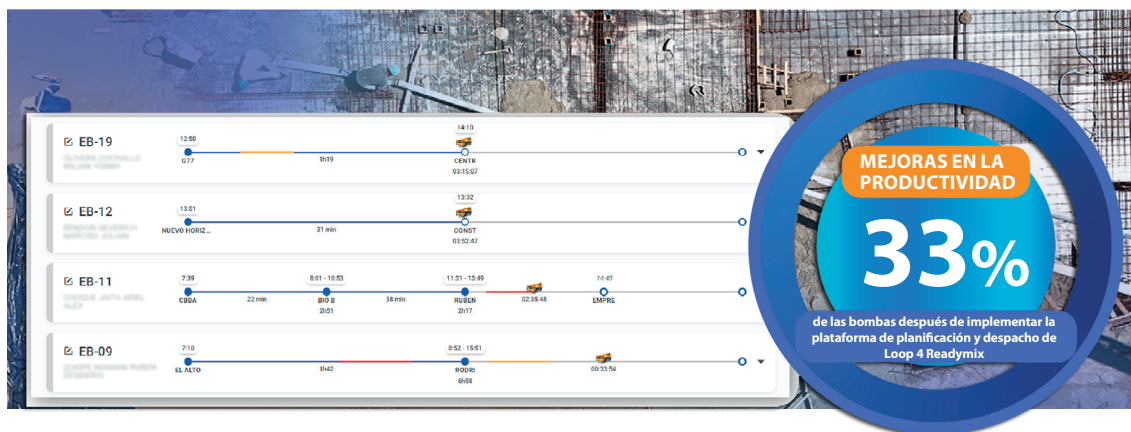 EB-19
12:50
G77
1h19
14:10
CENTR
03:15:07
EB-12
13:01
NUEVO HORIZ...
31 min
13:32
CONST
03:52:47
EB-11
7:39
CBBA
22 min
8:01 - 10:53
BIO B
2h51
38 min
11:31 - 13:49
RUBEN
2h17
02:35:48
14:40
EMPRE
EB-09
7:10
EL ALTO
1h42
8:52 - 15:51
RODRI
6h58
00:33:54
MEJORAS EN LA
PRODUCTIVIDAD
33%
de las bombas después de implementar la
plataforma de planificación y despacho de
Loop 4 Readymix